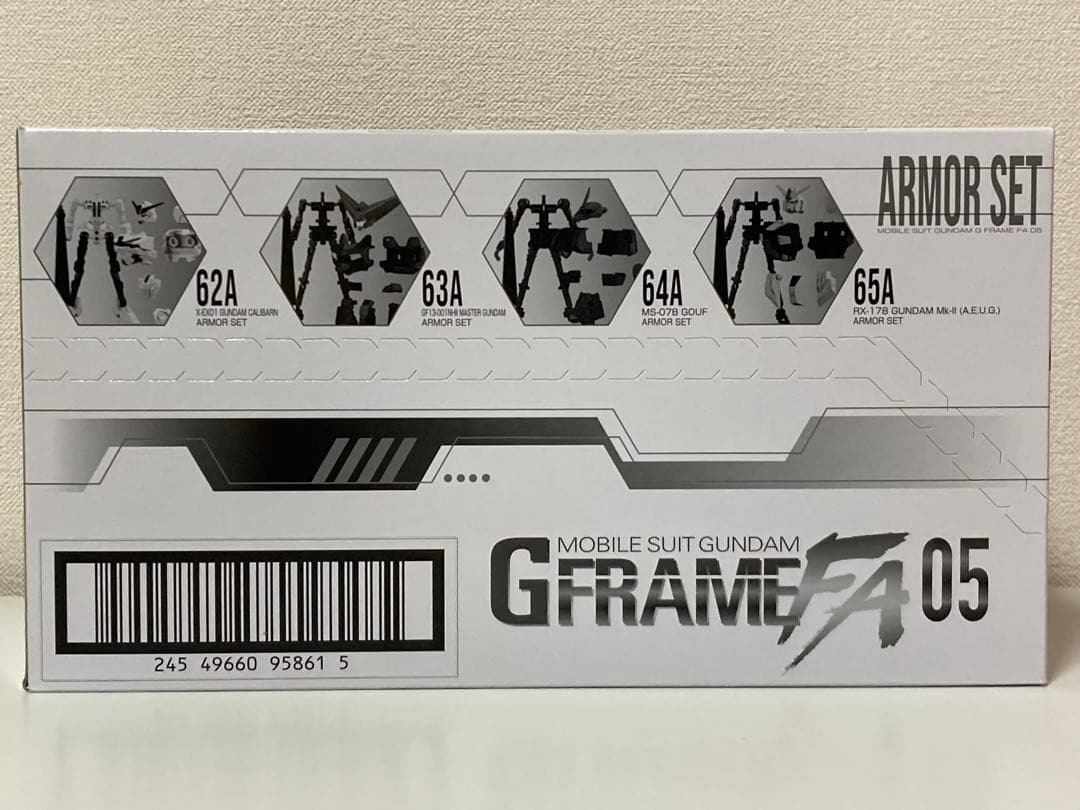 ARMOR SET
MOBILE SUIT GUNDAM G FRAME FA 05
62A
X-EX01 GUNDAM CALIBARN
ARMOR SET
63A
GF13-001NHII MASTER GUNDAM
ARMOR SET
64A
MS-07B GOUF
ARMOR SET
65A
RX-178 GUNDAM Mk-II (A.E.U.G.)
ARMOR SET
245 49660 95861 5
MOBILE SUIT GUNDAM
G FRAME FA 05